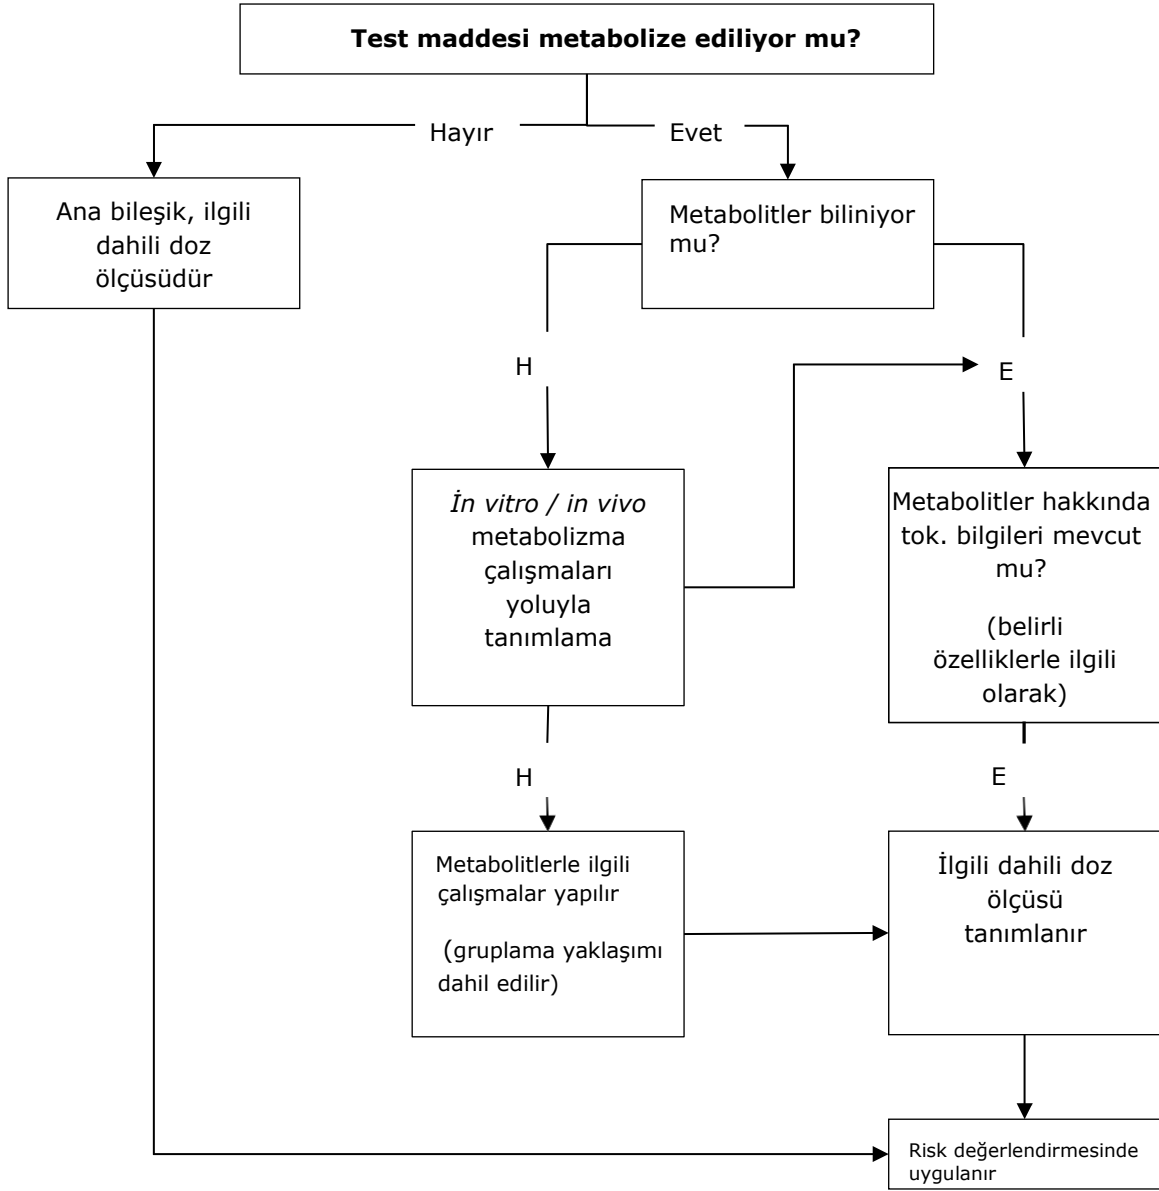 Test maddesi metabolize ediliyor mu?
Hayır
Evet
Ana bileşik, ilgili
dahili doz
ölçüsüdür
Metabolitler biliniyor
mu?
H
E
İn vitro / in vivo
metabolizma
çalışmaları
yoluyla
tanımlama
Metabolitler hakkında
tok. bilgileri mevcut
mu?
(belirli
özelliklerle ilgili
olarak)
H
E
Metabolitlerle ilgili
çalışmalar yapılır
(gruplama yaklaşımı
dahil edilir)
İlgili dahili doz
ölçüsü
tanımlanır
Risk değerlendirmesinde
uygulanır